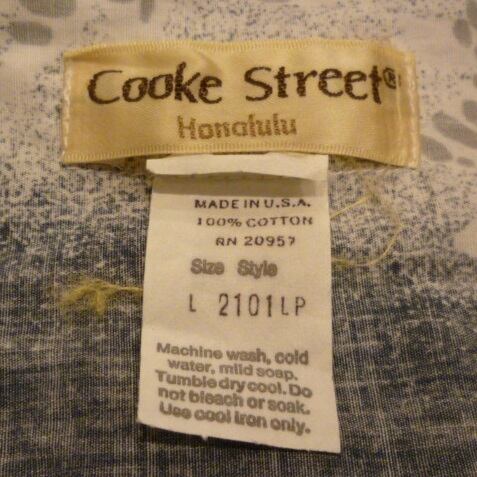 Cooke Street®
Honolulu
MADE IN U.S.A.
100% COTTON
RN 20957
Size Style
L 2101LP
Machine wash, cold
water, mild soap.
Tumble dry cool. Do
not bleach or soak.
Use cool iron only.